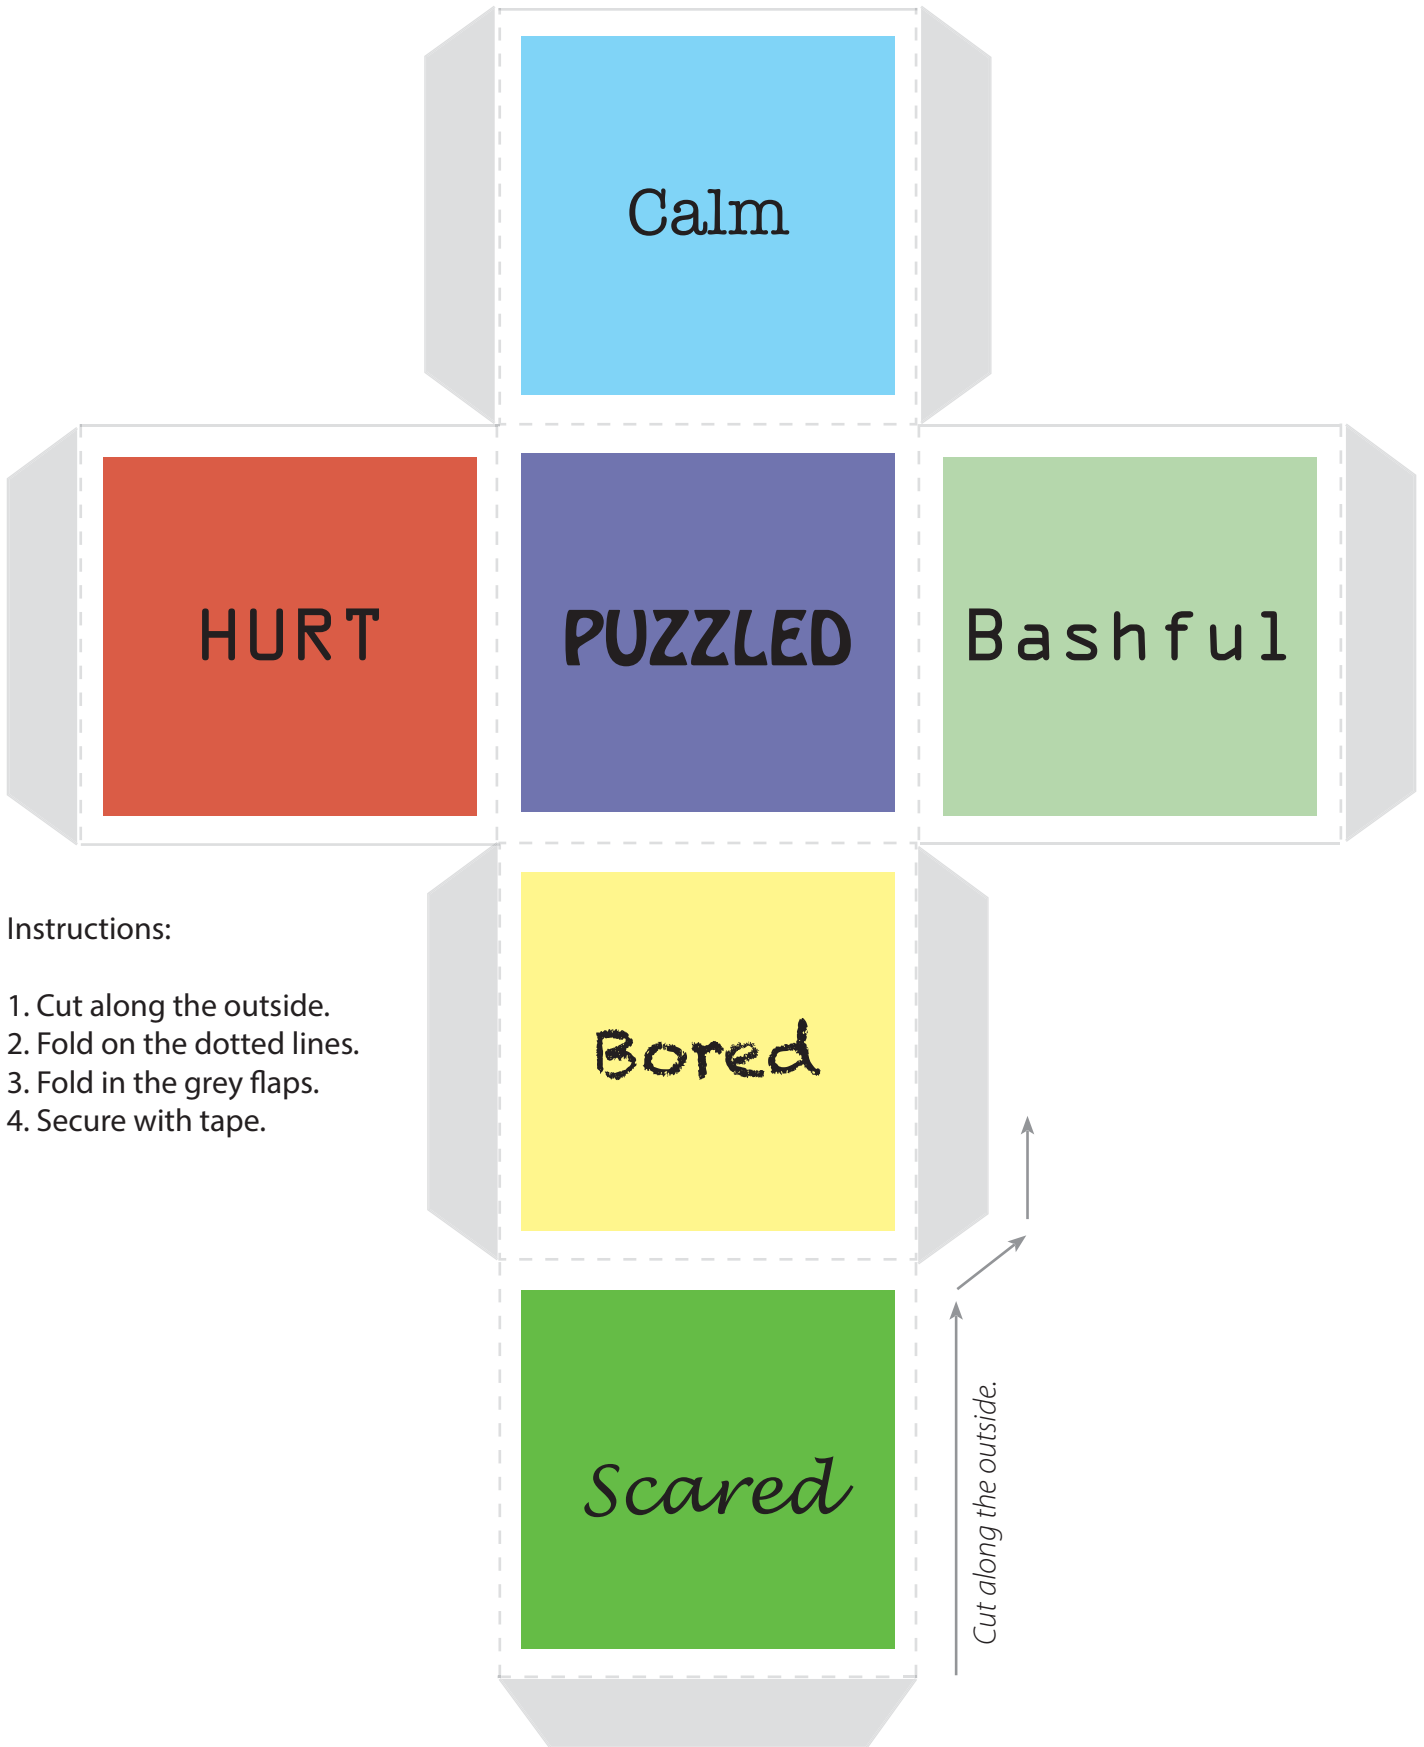 Calm
HURT
PUZZLED
Bashful
Instructions:
1. Cut along the outside.
2. Fold on the dotted lines.
3. Fold in the grey flaps.
4. Secure with tape.
Bored
Scared
Cut along the outside.